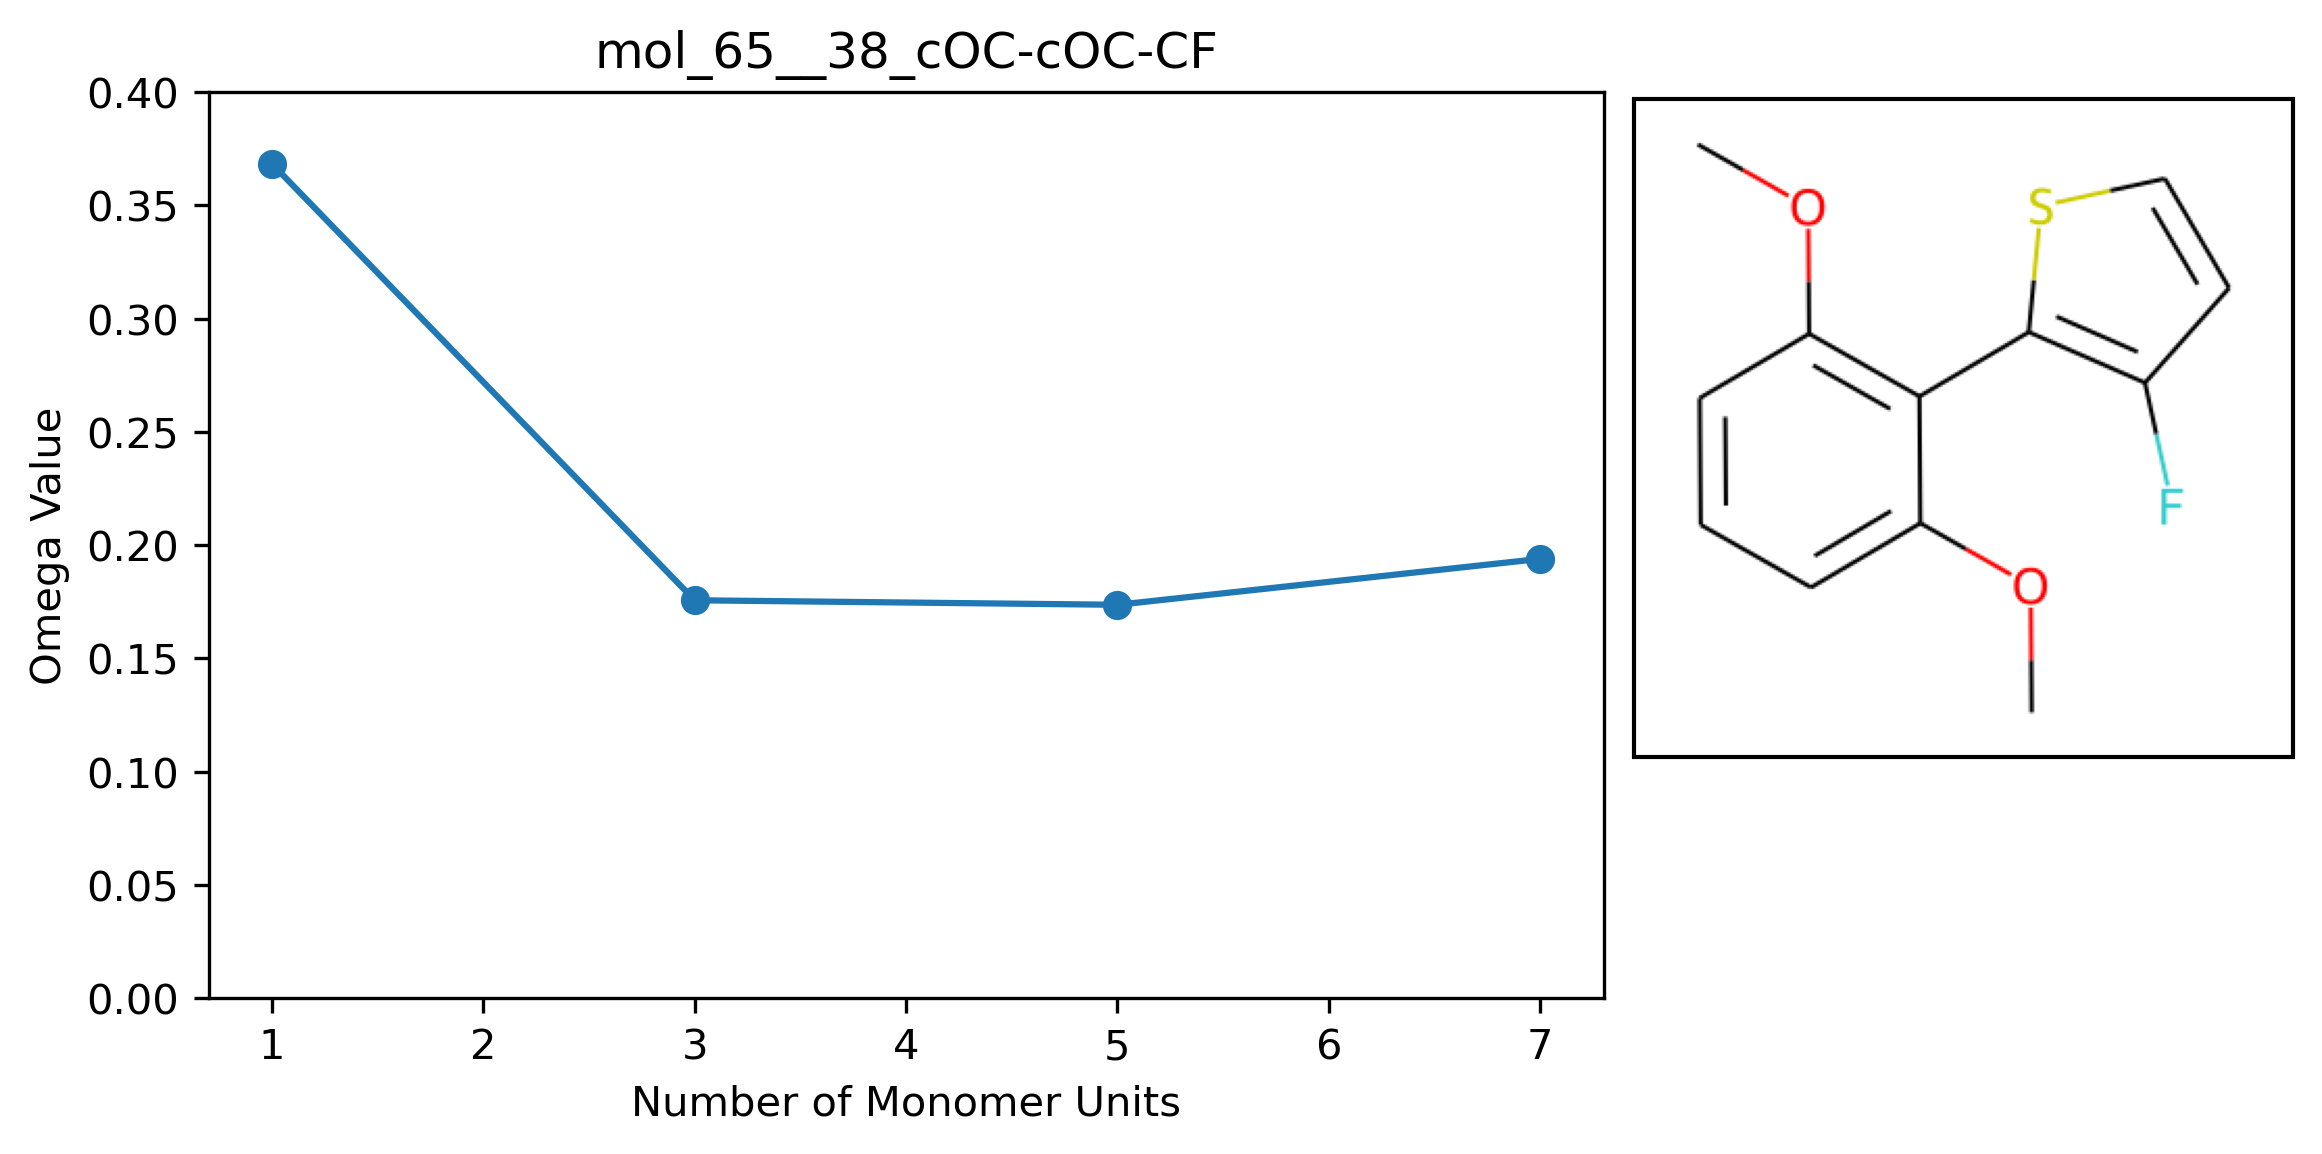 mol_65__38_cOC-cOC-CF
0.40
0.35
0.30
0.25
0.20
0.15
0.10
0.05
0.00
Omega Value
1 2 3 4 5 6 7
Number of Monomer Units
O
S
F
O